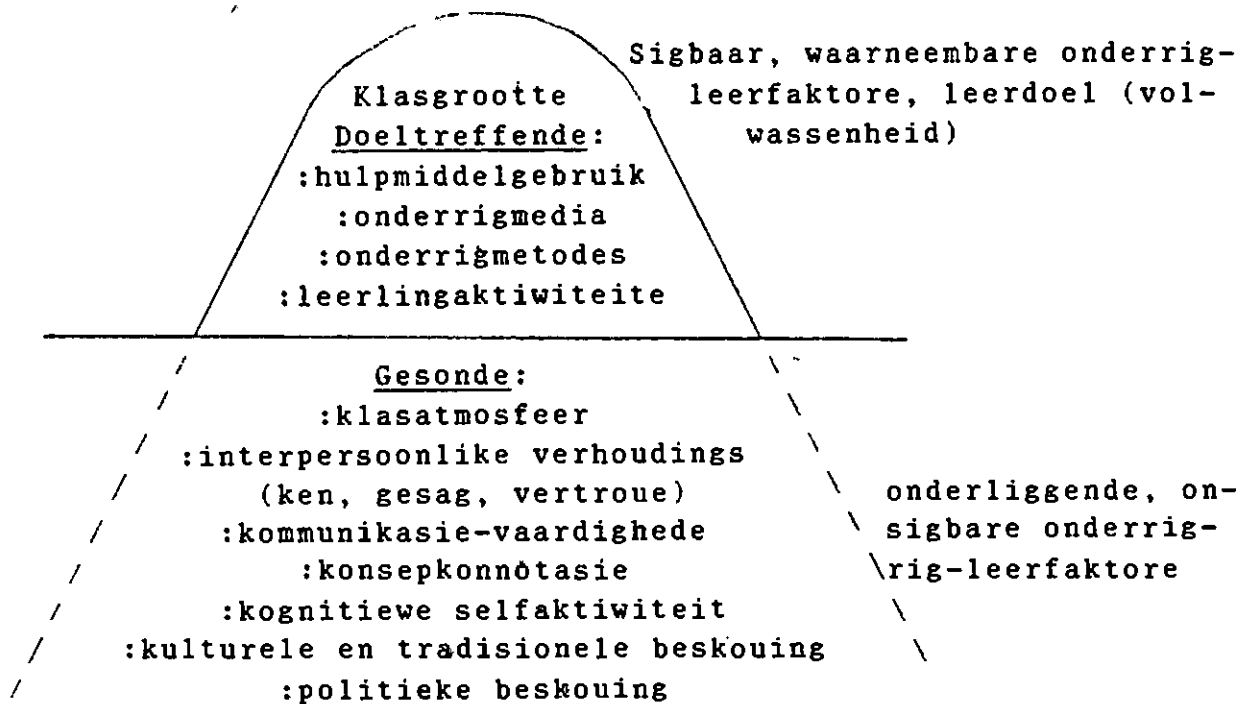 Sigbaar, waarneembare onderrig-
leerfaktore, leerdoel (vol-
wassenheid)
Klasgrootte
Doeltreffende:
:hulpmiddelgebruik
:onderrigmedia
:onderrigmetodes
:leerlingaktiwiteite
Gesonde:
:klasatmosfeer
:interpersoonlike verhoudings
(ken, gesag, vertroue)
:kommunikasie-vaardighede
:konsepkonnòtasie
:kognitiewe selfaktiwiteit
:kulturele en tradisionele beskouing
:politieke beskouing
onderliggende, on-
sigbare onderrig-
rig-leerfaktore